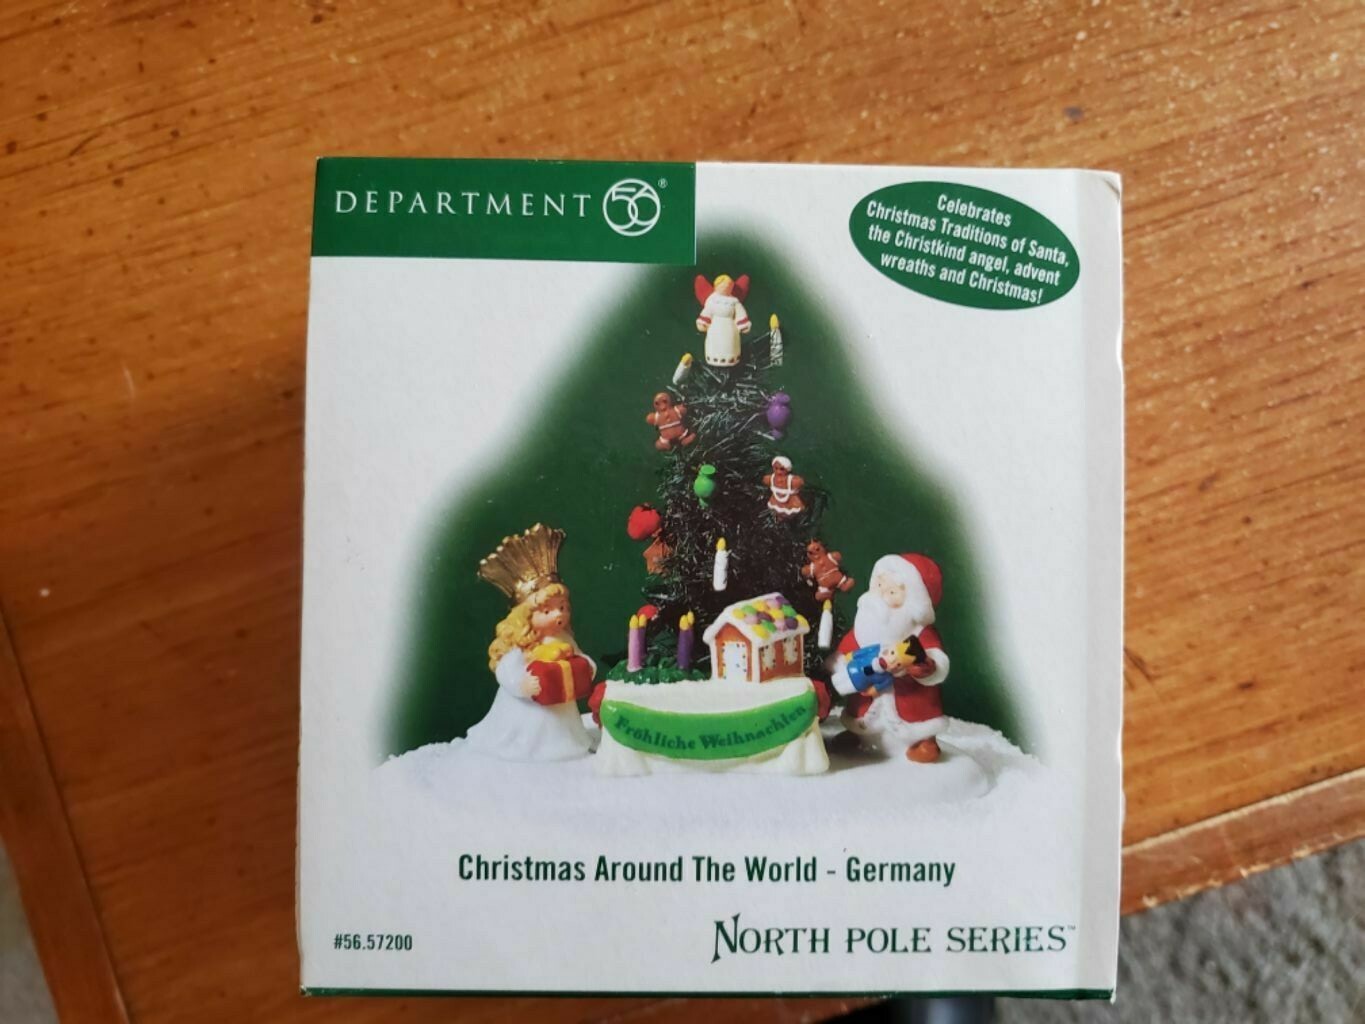 DEPARTMENT 56®
Celebrates
Christmas Traditions of Santa,
the Christkind angel, advent
wreaths and Christmas!
Fröhliche Weihnachten
Christmas Around The World - Germany
#56.57200
NORTH POLE SERIES™